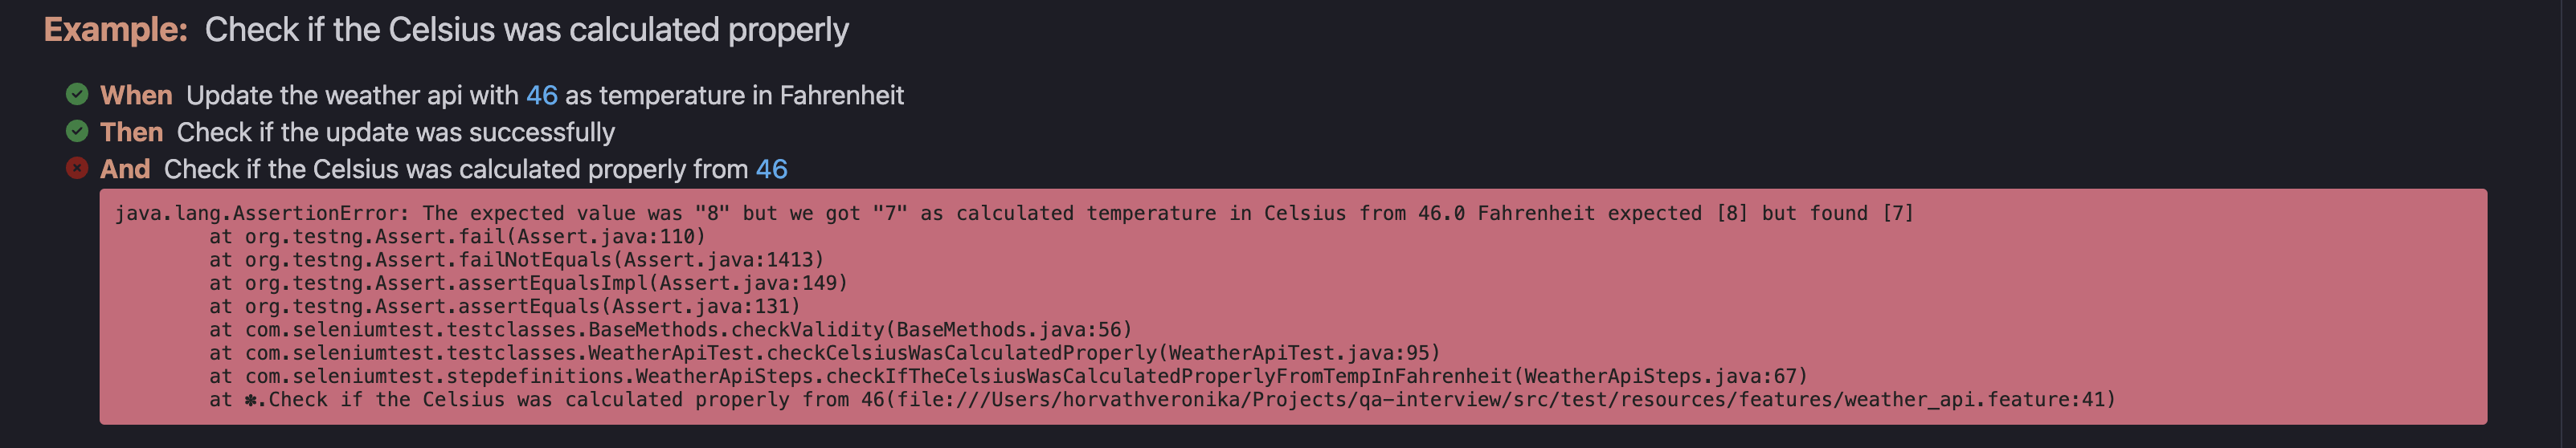 Example: Check if the Celsius was calculated properly
When Update the weather api with 46 as temperature in Fahrenheit
Then Check if the update was successfully
And Check if the Celsius was calculated properly from 46
java.lang.AssertionError: The expected value was "8" but we got "7" as calculated temperature in Celsius from 46.0 Fahrenheit expected [8] but found [7]
at org.testng.Assert.fail(Assert.java:110)
at org.testng.Assert.failNotEquals(Assert.java:1413)
at org.testng.Assert.assertEqualsImpl(Assert.java:149)
at org.testng.Assert.assertEquals(Assert.java:131)
at com.seleniumtest.testclasses.BaseMethods.checkValidity(BaseMethods.java:56)
at com.seleniumtest.testclasses.WeatherApiTest.checkCelsiusWasCalculatedProperly(WeatherApiTest.java:95)
at com.seleniumtest.stepdefinitions.WeatherApiSteps.checkIfTheCelsiusWasCalculatedProperlyFromTempInFahrenheit(WeatherApiSteps.java:67)
at ✽.Check if the Celsius was calculated properly from 46(file:///Users/horvathveronika/Projects/qa-interview/src/test/resources/features/weather_api.feature:41)